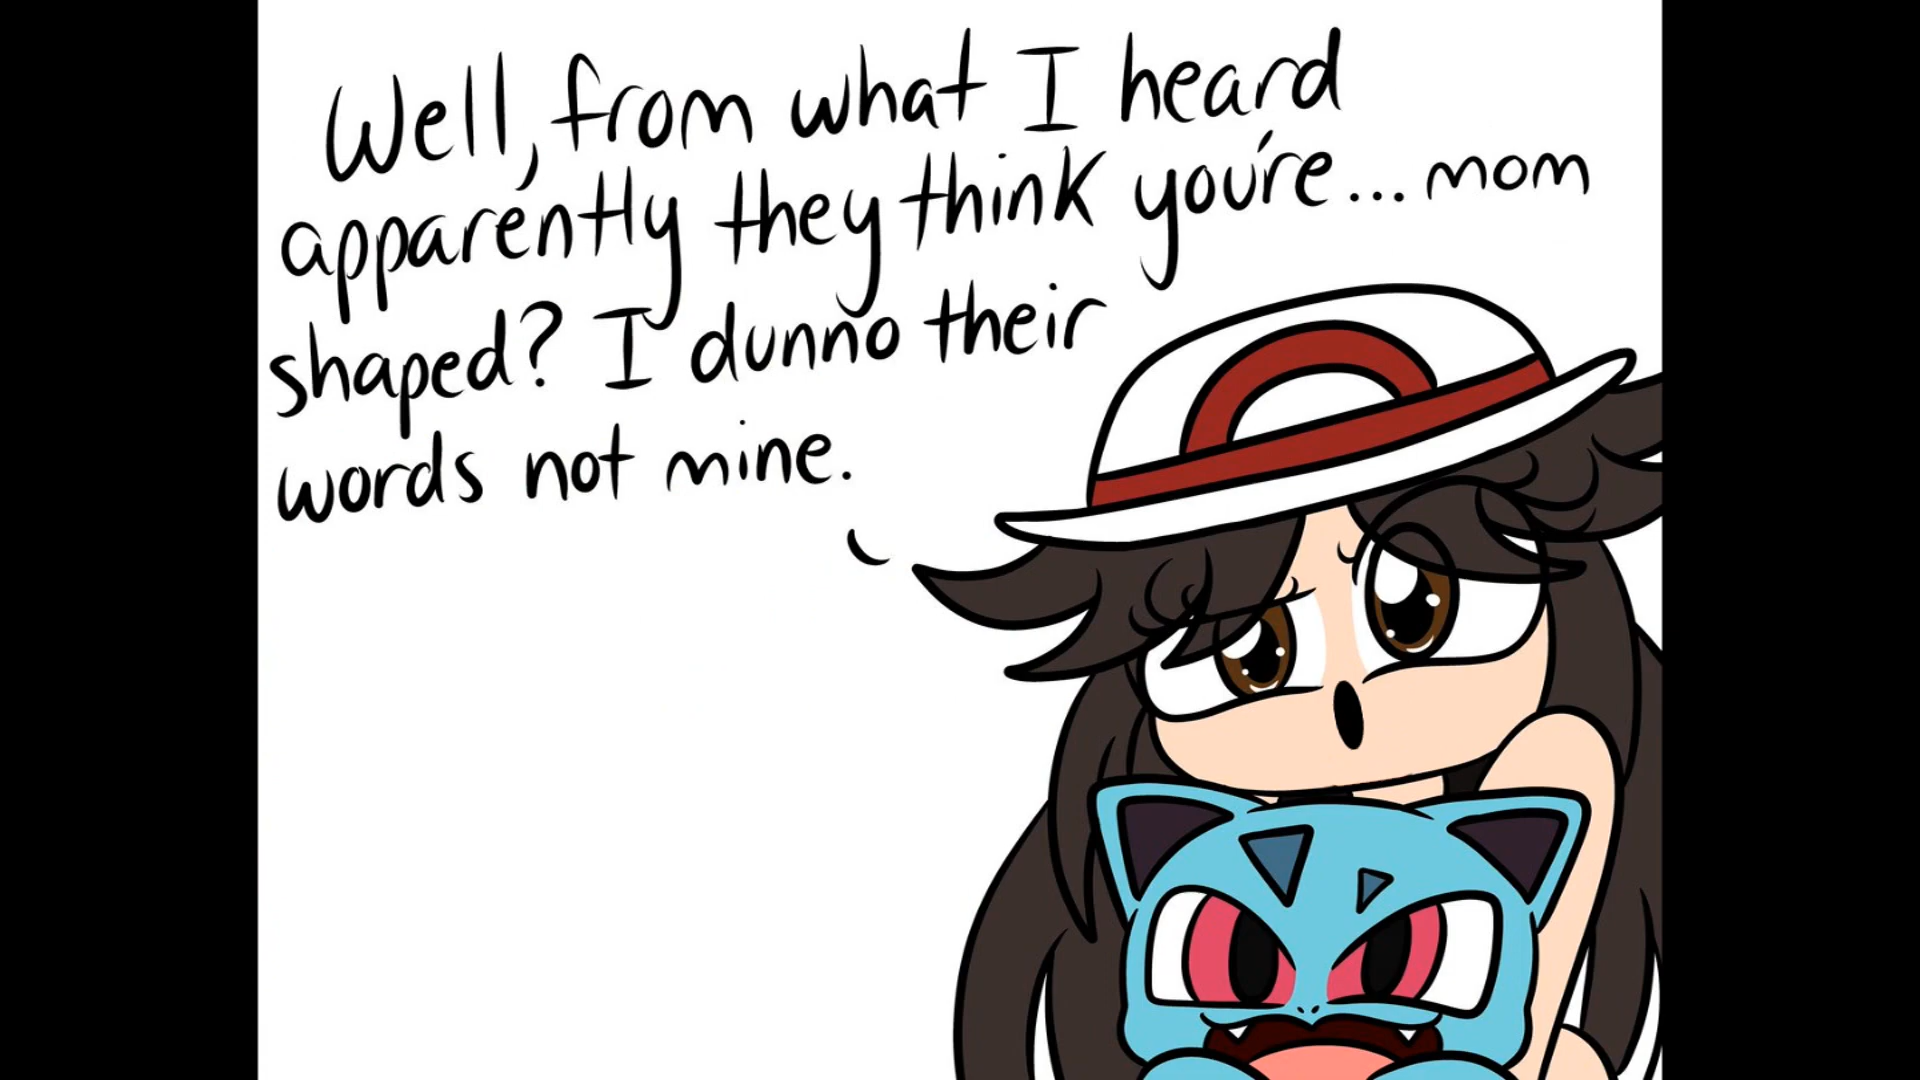 Well, from what I heard
apparently they think you're... mom
shaped? I dunno their
words not mine.